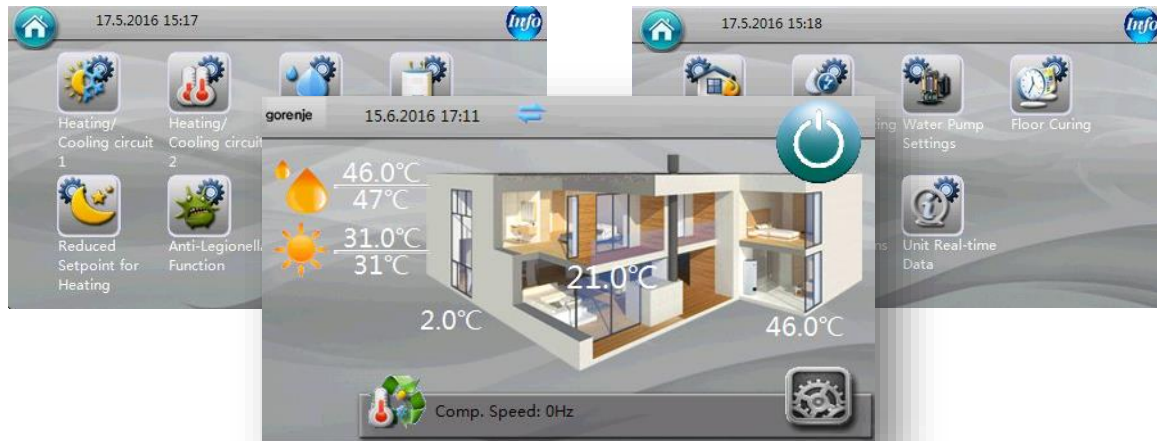 17.5.2016 15:17
Info
Heating/
Cooling circuit
1
Heating/
Cooling circuit
2
Reduced
Setpoint for
Heating
Anti-Legionell
Function
17.5.2016 15:18
Info
Water Pump
Settings
Floor Curing
Unit Real-time
Data
gorenje
15.6.2016 17:11
46.0°C
47°C
31.0°C
31°C
21.0°C
2.0°C
46.0°C
Comp. Speed: 0Hz